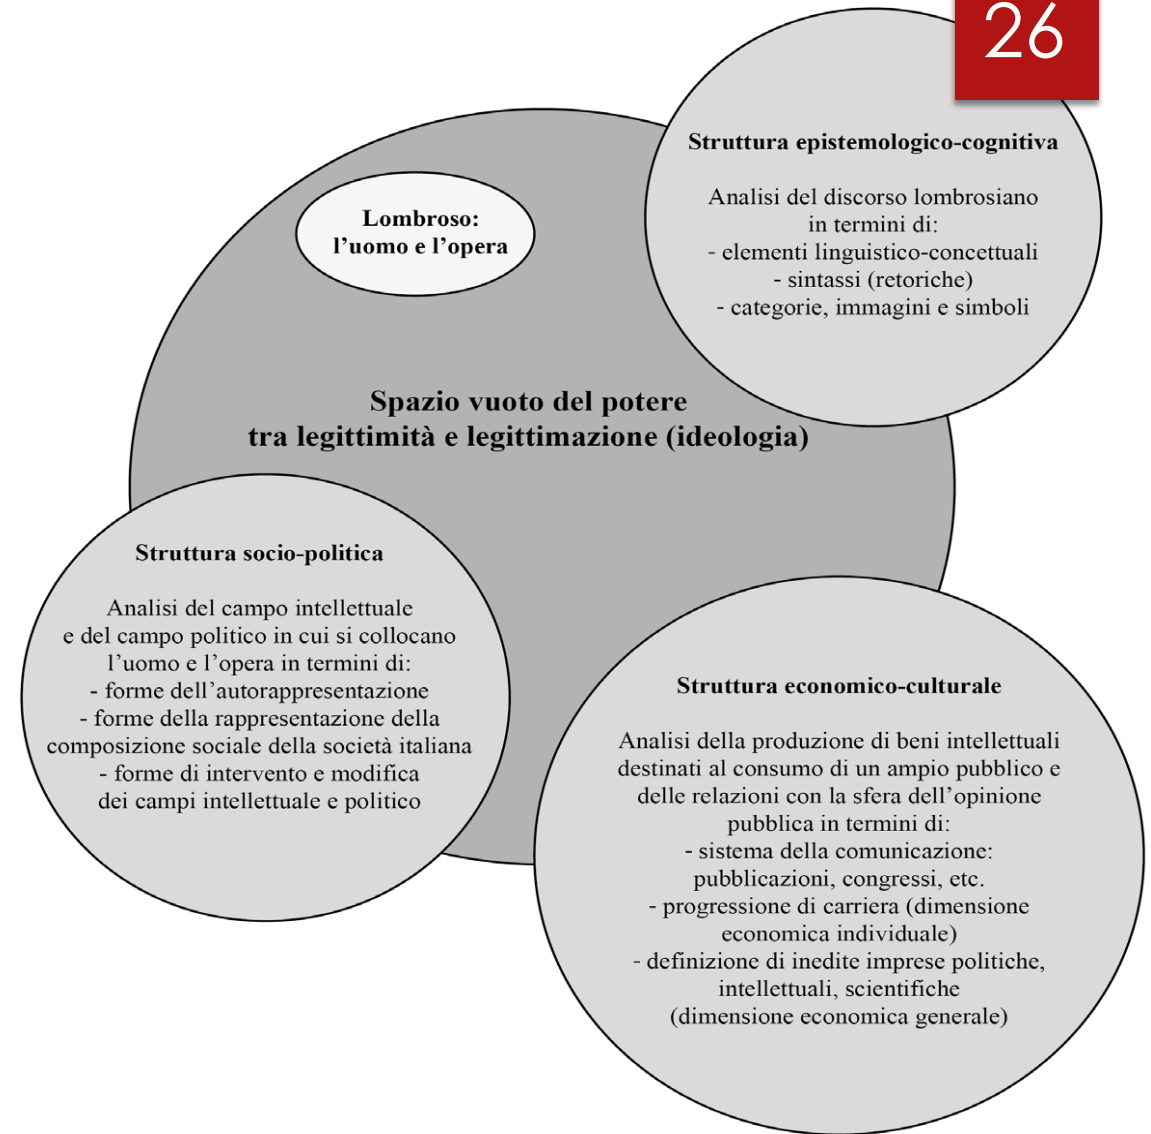 26
Struttura epistemologico-cognitiva
Analisi del discorso lombrosiano
in termini di:
- elementi linguistico-concettuali
- sintassi (retoriche)
- categorie, immagini e simboli
Lombroso:
l’uomo e l’opera
Spazio vuoto del potere
tra legittimità e legittimazione (ideologia)
Struttura socio-politica
Analisi del campo intellettuale
e del campo politico in cui si collocano
l’uomo e l’opera in termini di:
- forme dell’autorappresentazione
- forme della rappresentazione della
composizione sociale della società italiana
- forme di intervento e modifica
dei campi intellettuale e politico
Struttura economico-culturale
Analisi della produzione di beni intellettuali
destinati al consumo di un ampio pubblico e
delle relazioni con la sfera dell’opinione
pubblica in termini di:
- sistema della comunicazione:
pubblicazioni, congressi, etc.
- progressione di carriera (dimensione
economica individuale)
- definizione di inedite imprese politiche,
intellettuali, scientifiche
(dimensione economica generale)